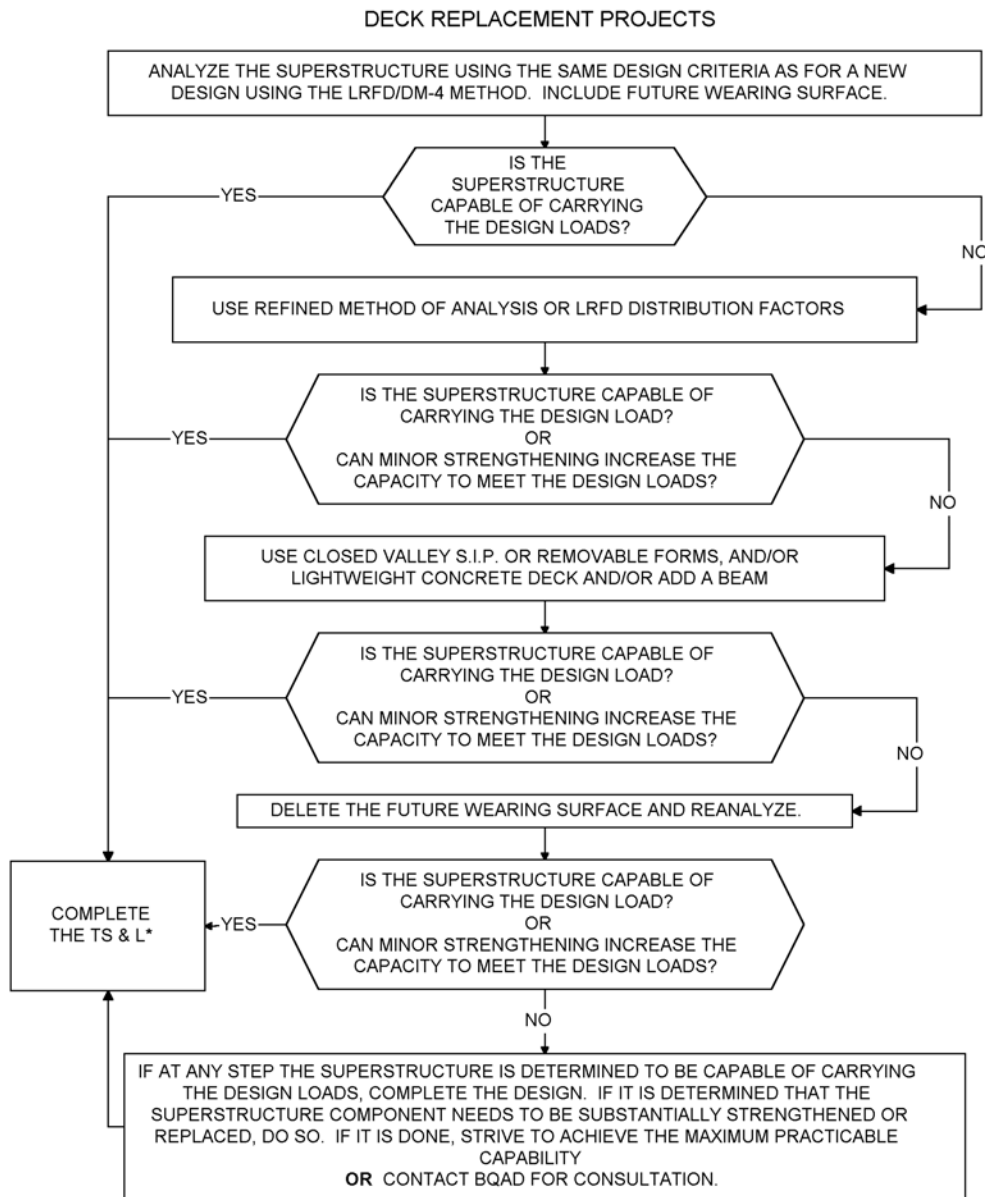 DECK REPLACEMENT PROJECTS
ANALYZE THE SUPERSTRUCTURE USING THE SAME DESIGN CRITERIA AS FOR A NEW
DESIGN USING THE LRFD/DM-4 METHOD. INCLUDE FUTURE WEARING SURFACE.
IS THE
SUPERSTRUCTURE
CAPABLE OF CARRYING
THE DESIGN LOADS?
YES
NO
USE REFINED METHOD OF ANALYSIS OR LRFD DISTRIBUTION FACTORS
IS THE SUPERSTRUCTURE CAPABLE OF
CARRYING THE DESIGN LOAD?
OR
CAN MINOR STRENGTHENING INCREASE THE
CAPACITY TO MEET THE DESIGN LOADS?
YES
NO
USE CLOSED VALLEY S.I.P. OR REMOVABLE FORMS, AND/OR
LIGHTWEIGHT CONCRETE DECK AND/OR ADD A BEAM
IS THE SUPERSTRUCTURE CAPABLE OF
CARRYING THE DESIGN LOAD?
OR
CAN MINOR STRENGTHENING INCREASE THE
CAPACITY TO MEET THE DESIGN LOADS?
YES
NO
DELETE THE FUTURE WEARING SURFACE AND REANALYZE.
IS THE SUPERSTRUCTURE CAPABLE OF
CARRYING THE DESIGN LOAD?
OR
CAN MINOR STRENGTHENING INCREASE THE
CAPACITY TO MEET THE DESIGN LOADS?
YES
COMPLETE
THE TS & L*
NO
IF AT ANY STEP THE SUPERSTRUCTURE IS DETERMINED TO BE CAPABLE OF CARRYING
THE DESIGN LOADS, COMPLETE THE DESIGN. IF IT IS DETERMINED THAT THE
SUPERSTRUCTURE COMPONENT NEEDS TO BE SUBSTANTIALLY STRENGTHENED OR
REPLACED, DO SO. IF IT IS DONE, STRIVE TO ACHIEVE THE MAXIMUM PRACTICABLE
CAPABILITY
OR CONTACT BQAD FOR CONSULTATION.